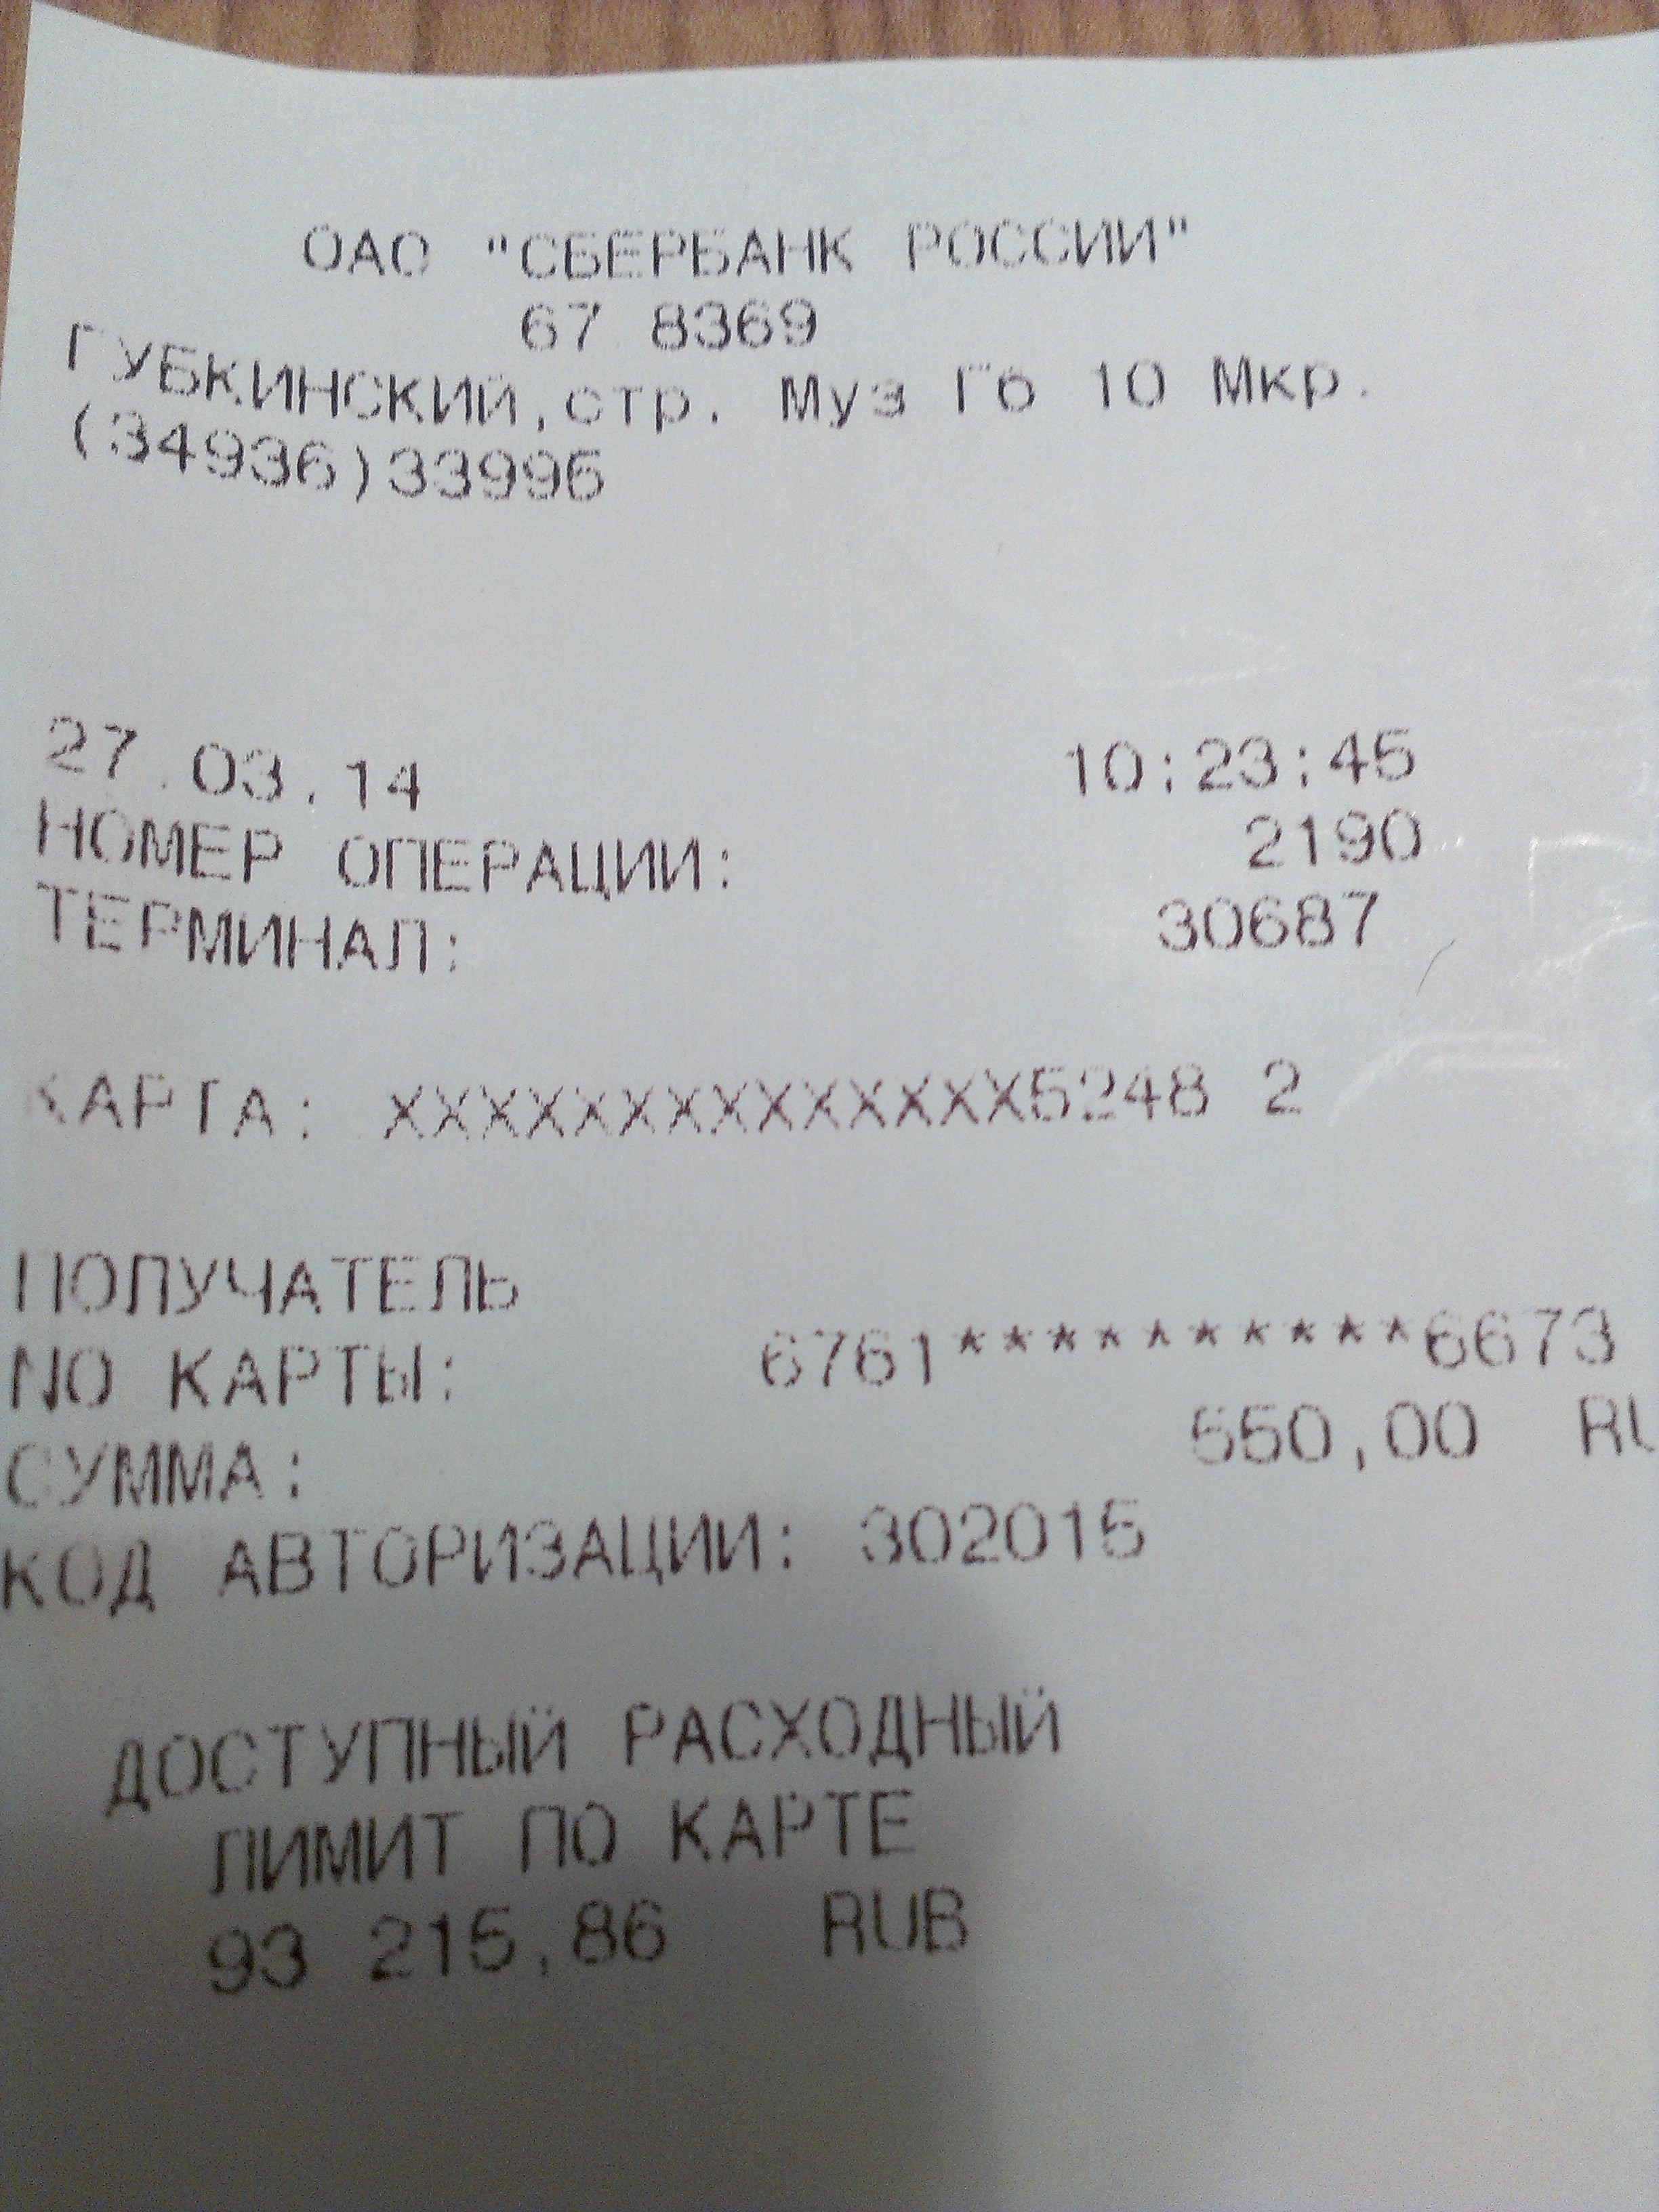 ОАО "СБЕРБАНК РОССИИ"
67 8369
ГУБКИНСКИЙ,стр. Муз Гб 10 Мкр.
(34936)33996
27.03.14 10:23:45
НОМЕР ОПЕРАЦИИ: 2190
ТЕРМИНАЛ: 30687
КАРТА: XXXXXXXXXXXXXX5248 2
ПОЛУЧАТЕЛЬ
NO КАРТЫ: 6761**********6673
СУММА: 550,00 RU
КОД АВТОРИЗАЦИИ: 302015
ДОСТУПНЫЙ РАСХОДНЫЙ
ЛИМИТ ПО КАРТЕ
93 215,86 RUB